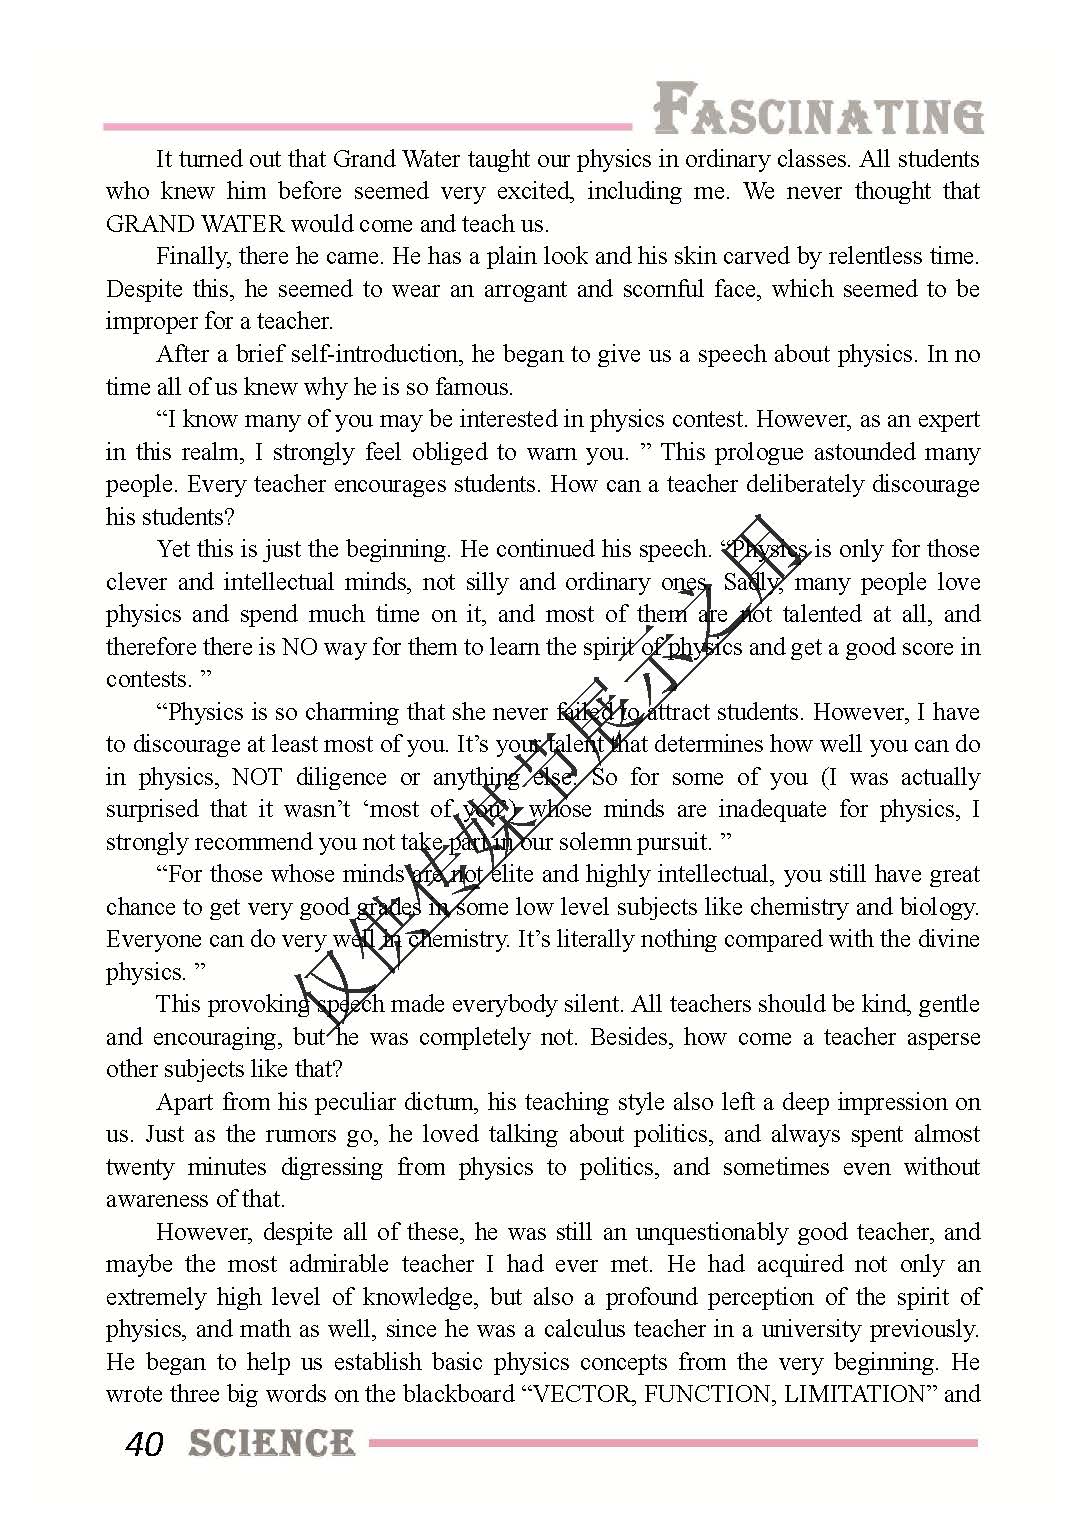 FASCINATING
It turned out that Grand Water taught our physics in ordinary classes. All students
who knew him before seemed very excited, including me. We never thought that
GRAND WATER would come and teach us.
Finally, there he came. He has a plain look and his skin carved by relentless time.
Despite this, he seemed to wear an arrogant and scornful face, which seemed to be
improper for a teacher.
After a brief self-introduction, he began to give us a speech about physics. In no
time all of us knew why he is so famous.
“I know many of you may be interested in physics contest. However, as an expert
in this realm, I strongly feel obliged to warn you. ” This prologue astounded many
people. Every teacher encourages students. How can a teacher deliberately discourage
his students?
Yet this is just the beginning. He continued his speech. “Physics is only for those
clever and intellectual minds, not silly and ordinary ones. Sadly, many people love
physics and spend much time on it, and most of them are not talented at all, and
therefore there is NO way for them to learn the spirit of physics and get a good score in
contests. ”
“Physics is so charming that she never failed to attract students. However, I have
to discourage at least most of you. It’s your talent that determines how well you can do
in physics, NOT diligence or anything else. So for some of you (I was actually
surprised that it wasn’t ‘most of you’) whose minds are inadequate for physics, I
strongly recommend you not take part in our solemn pursuit. ”
“For those whose minds are not elite and highly intellectual, you still have great
chance to get very good grades in some low level subjects like chemistry and biology.
Everyone can do very well in chemistry. It’s literally nothing compared with the divine
physics. ”
This provoking speech made everybody silent. All teachers should be kind, gentle
and encouraging, but he was completely not. Besides, how come a teacher asperse
other subjects like that?
Apart from his peculiar dictum, his teaching style also left a deep impression on
us. Just as the rumors go, he loved talking about politics, and always spent almost
twenty minutes digressing from physics to politics, and sometimes even without
awareness of that.
However, despite all of these, he was still an unquestionably good teacher, and
maybe the most admirable teacher I had ever met. He had acquired not only an
extremely high level of knowledge, but also a profound perception of the spirit of
physics, and math as well, since he was a calculus teacher in a university previously.
He began to help us establish basic physics concepts from the very beginning. He
wrote three big words on the blackboard “VECTOR, FUNCTION, LIMITATION” and
40 SCIENCE
仅供传媒节展示之用